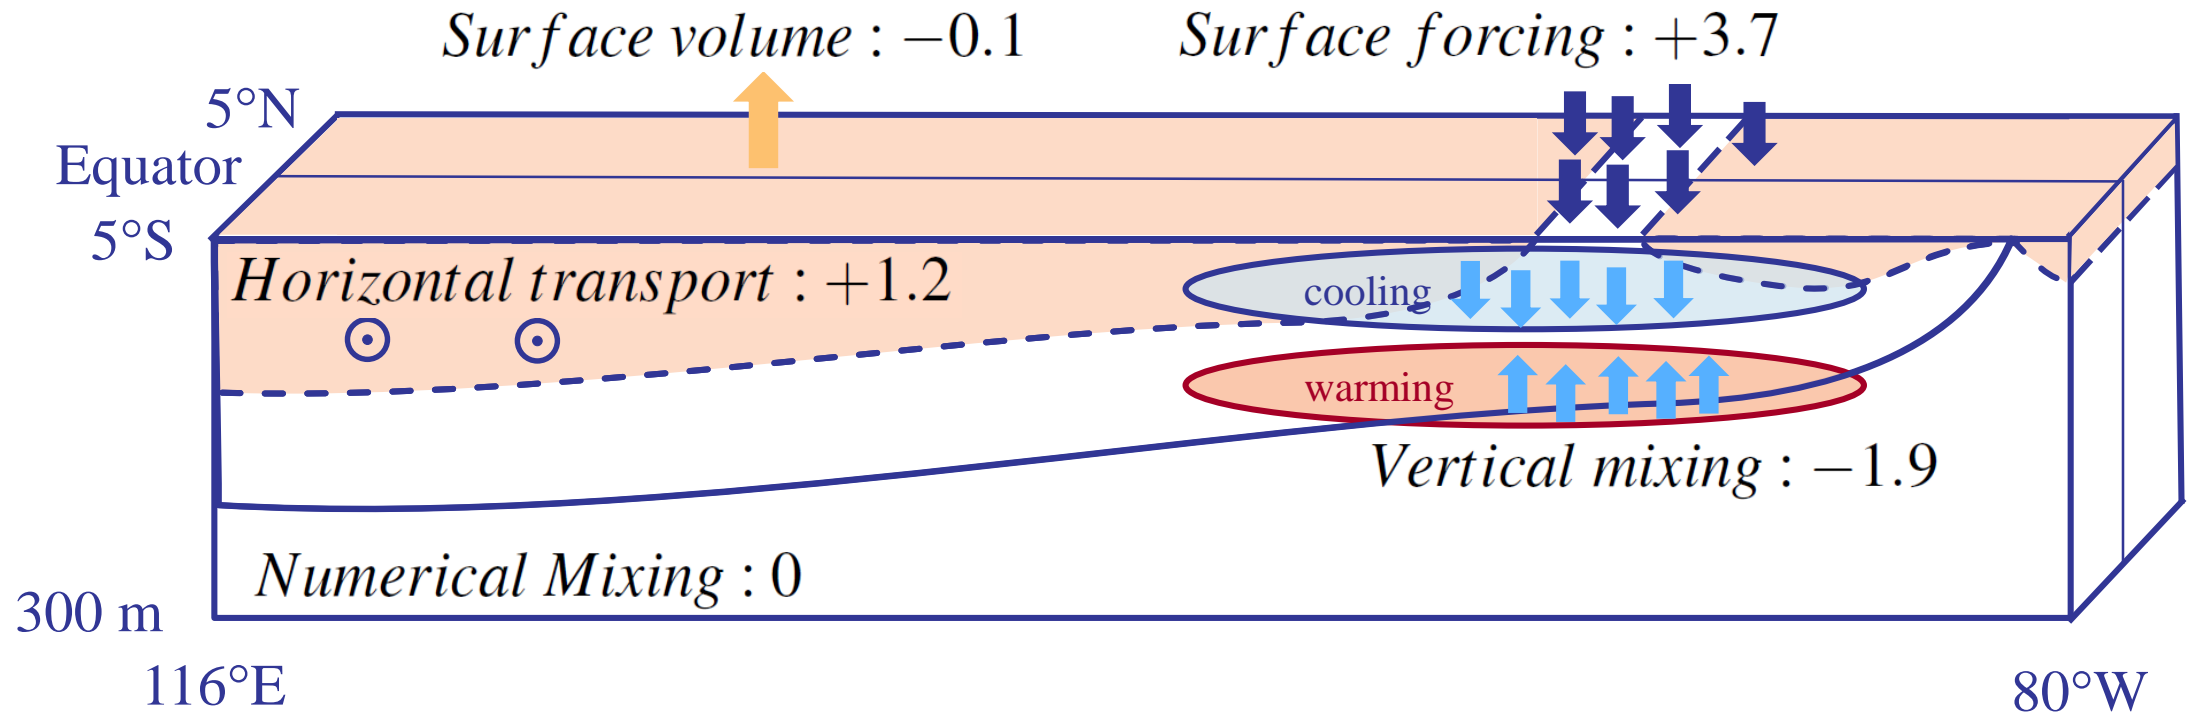 Surface volume : −0.1
Surface forcing : +3.7
5°N
Equator
5°S
Horizontal transport : +1.2
cooling
warming
Vertical mixing : −1.9
Numerical Mixing : 0
300 m
116°E
80°W